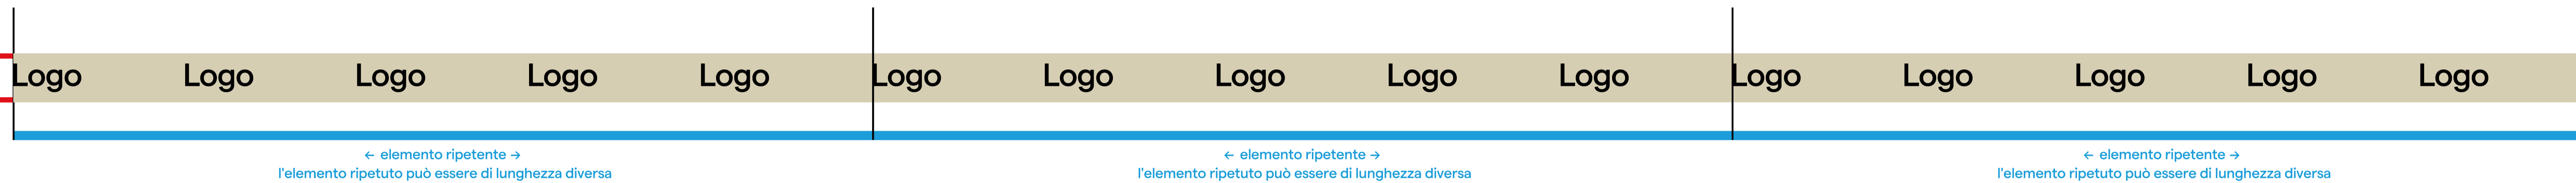 Logo Logo Logo Logo Logo Logo Logo Logo Logo Logo Logo Logo Logo Logo Logo
← elemento ripetente → ← elemento ripetente → ← elemento ripetente →
l'elemento ripetuto può essere di lunghezza diversa l'elemento ripetuto può essere di lunghezza diversa l'elemento ripetuto può essere di lunghezza diversa